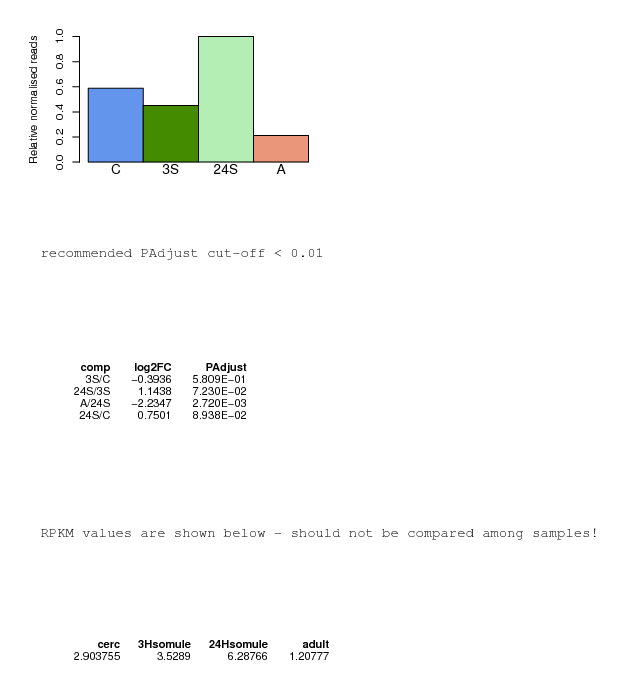 Relative normalised reads
1.0
0.8
0.6
0.4
0.2
0.0
C 3S 24S A
recommended PAdjust cut-off < 0.01
comp log2FC PAdjust
3S/C −0.3936 5.809E−01
24S/3S 1.1438 7.230E−02
A/24S −2.2347 2.720E−03
24S/C 0.7501 8.938E−02
RPKM values are shown below - should not be compared among samples!
cerc 3Hsomule 24Hsomule adult
2.903755 3.5289 6.28766 1.20777